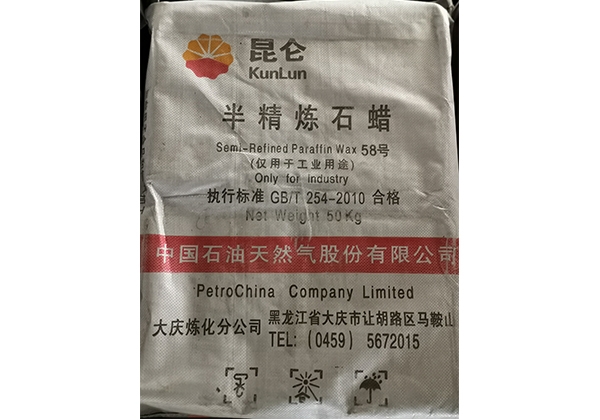 昆仑
KunLun
半精炼石蜡
Semi-Refined Paraffin Wax 58号
(仅用于工业用途)
Only for industry
执行标准 GB/T 254-2010 合格
Net Weight 50Kg
中国石油天然气股份有限公司
PetroChina Company Limited
大庆炼化分公司
黑龙江省大庆市让胡路区马鞍山
TEL: (0459) 5672015